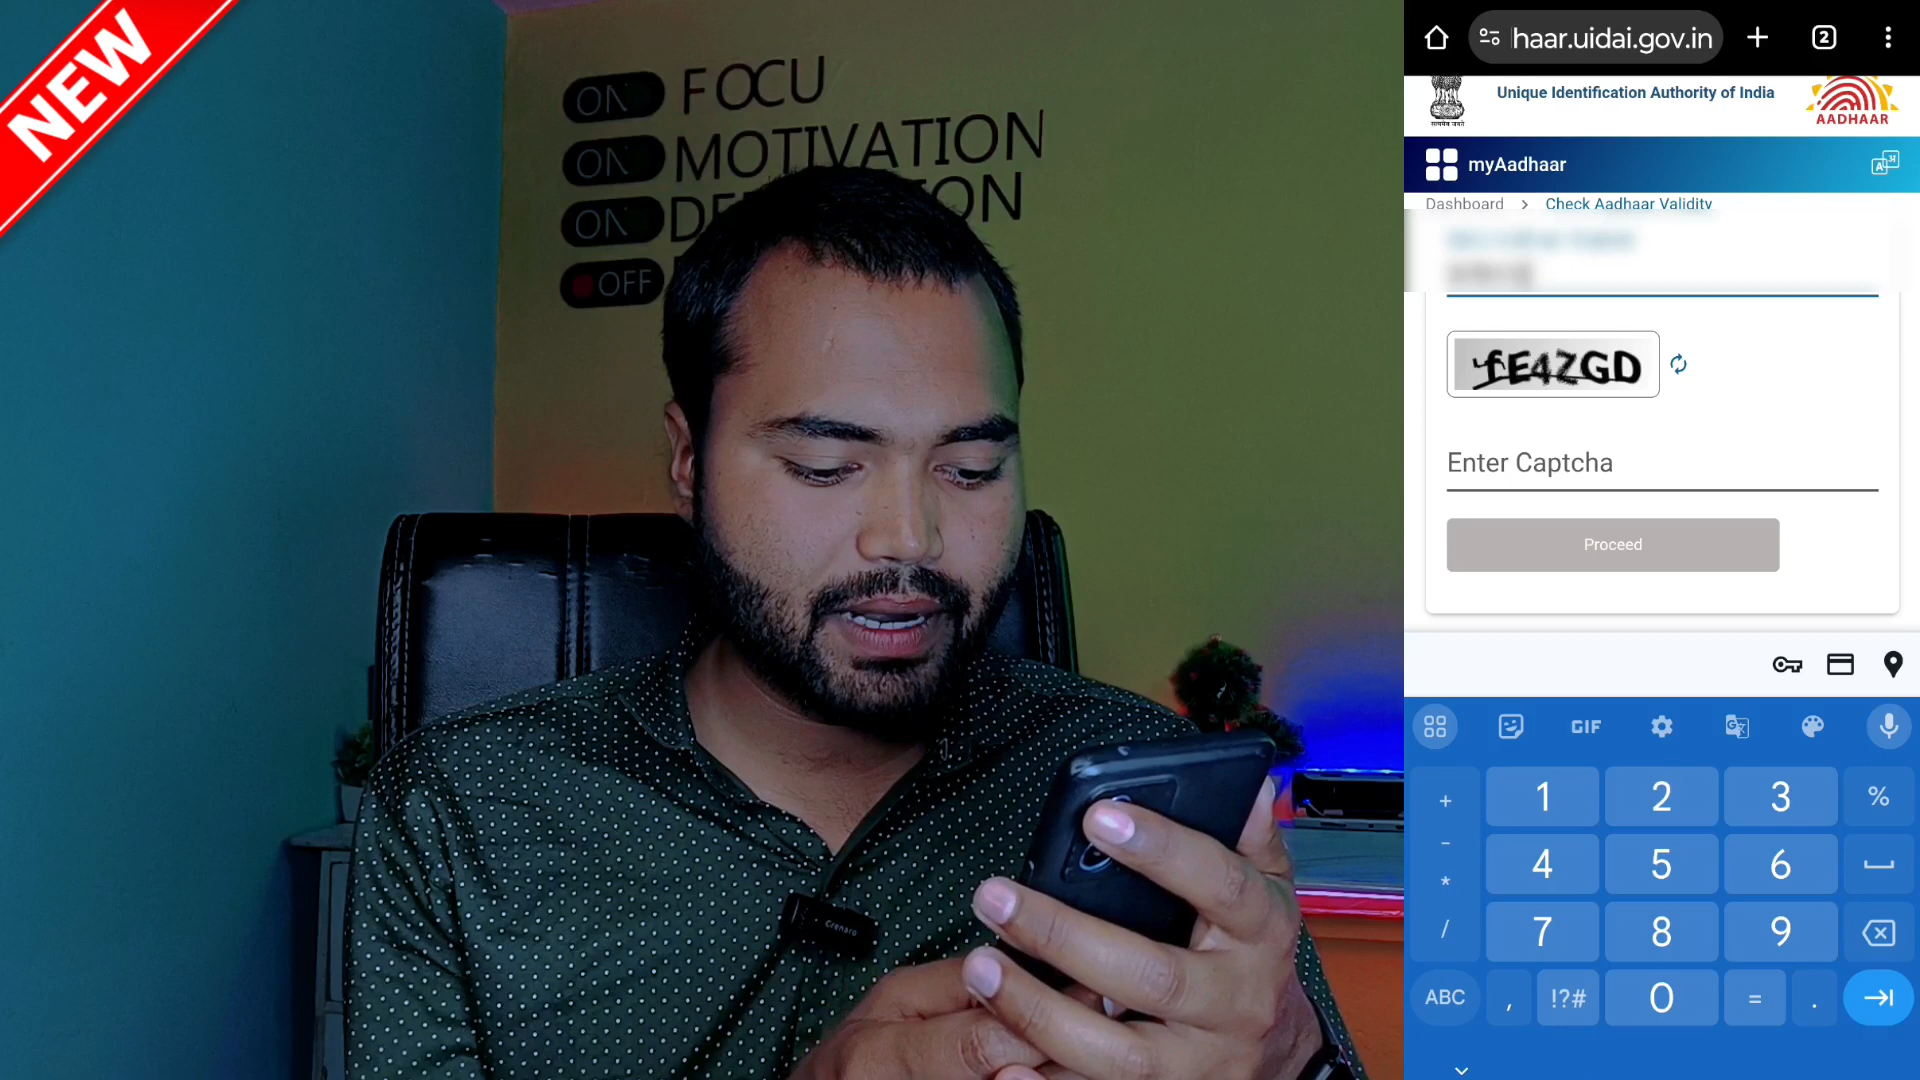 NEW
ON FOCU
ON MOTIVATION
ON
OFF
Crenaro
haar.uidai.gov.in
2
Unique Identification Authority of India
AADHAAR
myAadhaar
Dashboard > Check Aadhaar Validity
fE4ZGD
Enter Captcha
Proceed
GIF
+ 1 2 3 %
- 4 5 6
*
/ 7 8 9
ABC , !?# 0 = .